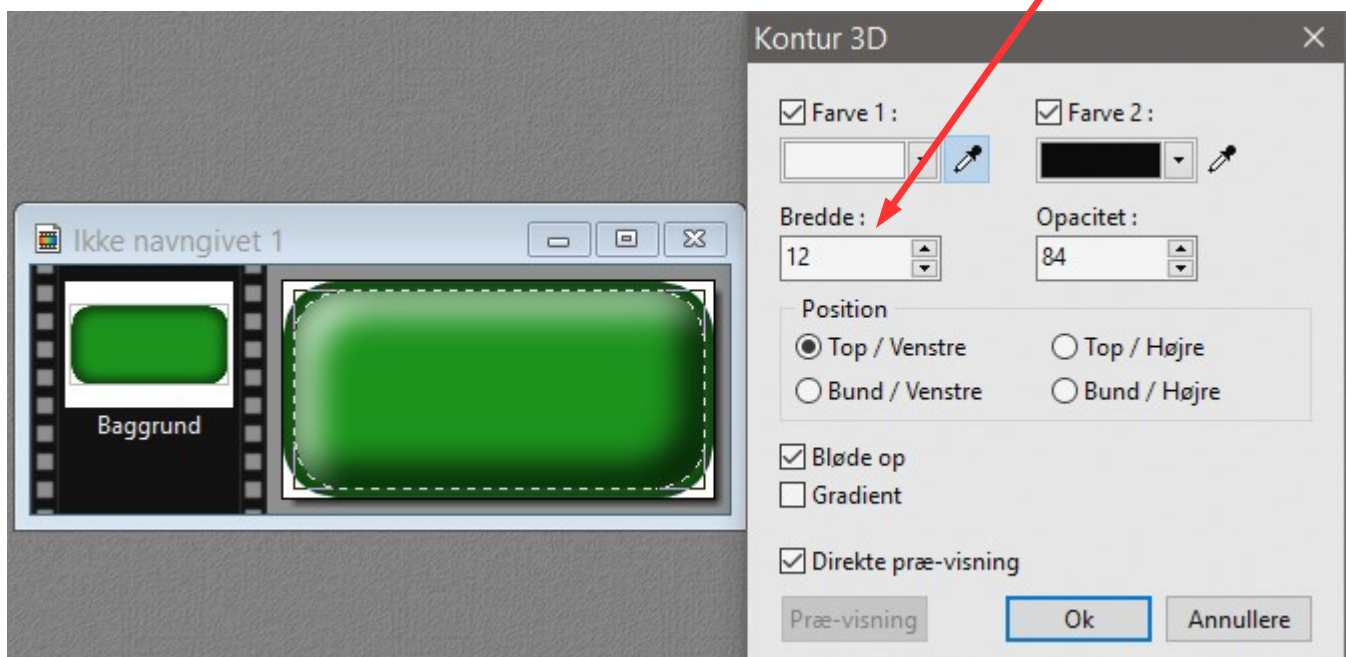 Ikke navngivet 1
Baggrund
Kontur 3D
Farve 1 :
Farve 2 :
Bredde :
Opacitet :
12
84
Position
Top / Venstre
Top / Højre
Bund / Venstre
Bund / Højre
Bløde op
Gradient
Direkte præ-visning
Præ-visning
Ok
Annullere